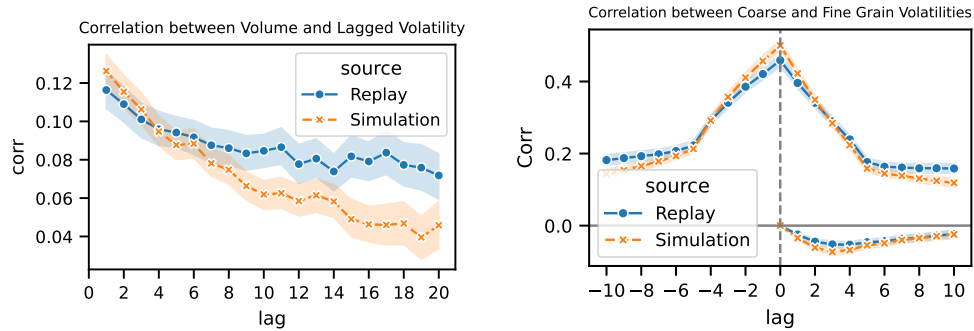 Correlation between Volume and Lagged Volatility
corr
0.12
0.10
0.08
0.06
0.04
source
Replay
Simulation
0 2 4 6 8 10 12 14 16 18 20
lag
Correlation between Coarse and Fine Grain Volatilities
Corr
0.4
0.2
0.0
source
Replay
Simulation
−10 −8 −6 −4 −2 0 2 4 6 8 10
lag